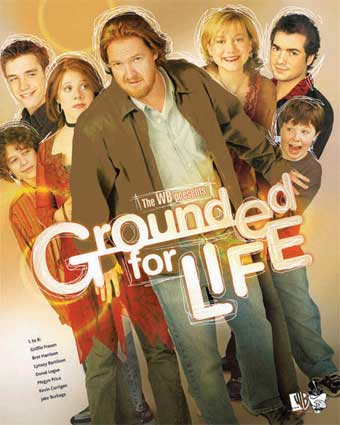 The WB presents
Grounded
for LIFE
L to R:
Griffin Frazen
Bret Harrison
Lynsey Bartilson
Donal Logue
Megyn Price
Kevin Corrigan
Jake Burbage
WB